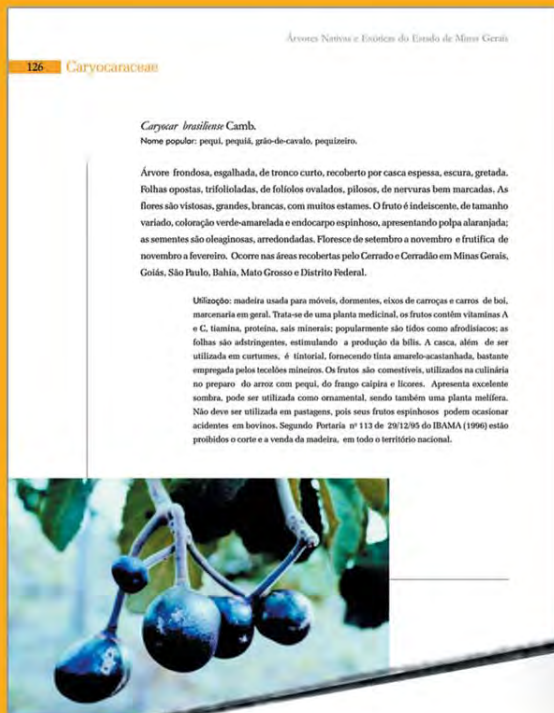 Árvores Nativas e Exóticas do Estado de Minas Gerais
126 Caryocaraceae
Caryocar brasiliense Camb.
Nome popular: pequi, pequiá, grão-de-cavalo, pequizeiro.
Árvore frondosa, esgalhada, de tronco curto, recoberto por casca espessa, escura, gretada.
Folhas opostas, trifolioladas, de folíolos ovalados, pilosos, de nervuras bem marcadas. As
flores são vistosas, grandes, brancas, com muitos estames. O fruto é indeiscente, de tamanho
variado, coloração verde-amarelada e endocarpo espinhoso, apresentando polpa alaranjada;
as sementes são oleaginosas, arredondadas. Floresce de setembro a novembro e frutifica de
novembro a fevereiro. Ocorre nas áreas recobertas pelo Cerrado e Cerradão em Minas Gerais,
Goiás, São Paulo, Bahia, Mato Grosso e Distrito Federal.
Utilização: madeira usada para móveis, dormentes, eixos de carroças e carros de boi,
marcenaria em geral. Trata-se de uma planta medicinal, os frutos contêm vitaminas A
e C, tiamina, proteína, sais minerais; popularmente são tidos como afrodisíacos; as
folhas são adstringentes, estimulando a produção da bílis. A casca, além de ser
utilizada em curtumes, é tintorial, fornecendo tinta amarelo-acastanhada, bastante
empregada pelos tecelões mineiros. Os frutos são comestíveis, utilizados na culinária
no preparo do arroz com pequi, do frango caipira e licores. Apresenta excelente
sombra, pode ser utilizada como ornamental, sendo também uma planta melífera.
Não deve ser utilizada em pastagens, pois seus frutos espinhosos podem ocasionar
acidentes em bovinos. Segundo Portaria nº 113 de 29/12/95 do IBAMA (1996) estão
proibidos o corte e a venda da madeira, em todo o território nacional.